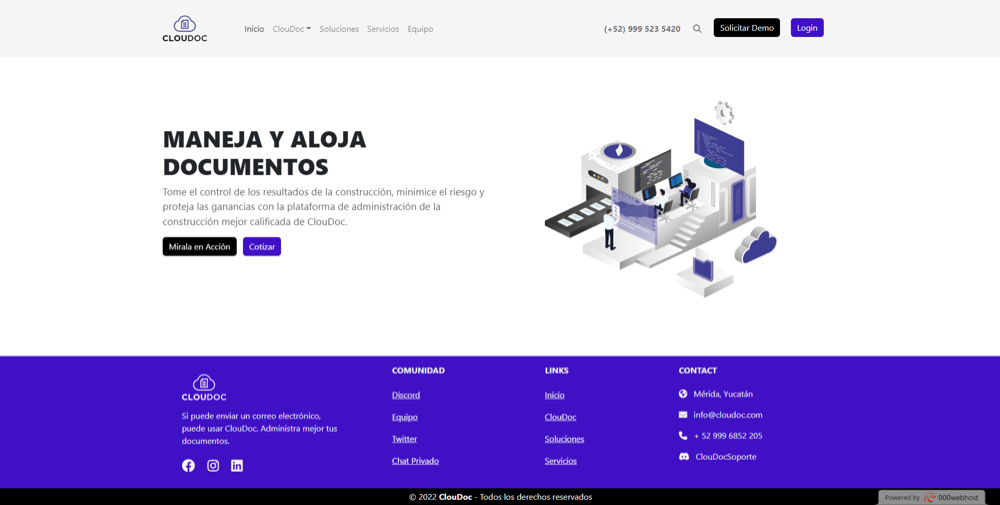 CLOUDOC
Inicio ClouDoc Soluciones Servicios Equipo
(+52) 999 523 5420
Solicitar Demo
Login
MANEJA Y ALOJA
DOCUMENTOS
Tome el control de los resultados de la construcción, minimice el riesgo y
proteja las ganancias con la plataforma de administración de la
construcción mejor calificada de ClouDoc.
Mirala en Acción
Cotizar
CLOUDOC
Si puede enviar un correo electrónico,
puede usar ClouDoc. Administra mejor tus
documentos.
COMUNIDAD
Discord
Equipo
Twitter
Chat Privado
LINKS
Inicio
ClouDoc
Soluciones
Servicios
CONTACT
Mérida, Yucatán
info@cloudoc.com
+ 52 999 6852 205
ClouDocSoporte
© 2022 ClouDoc - Todos los derechos reservados
Powered by 000webhost